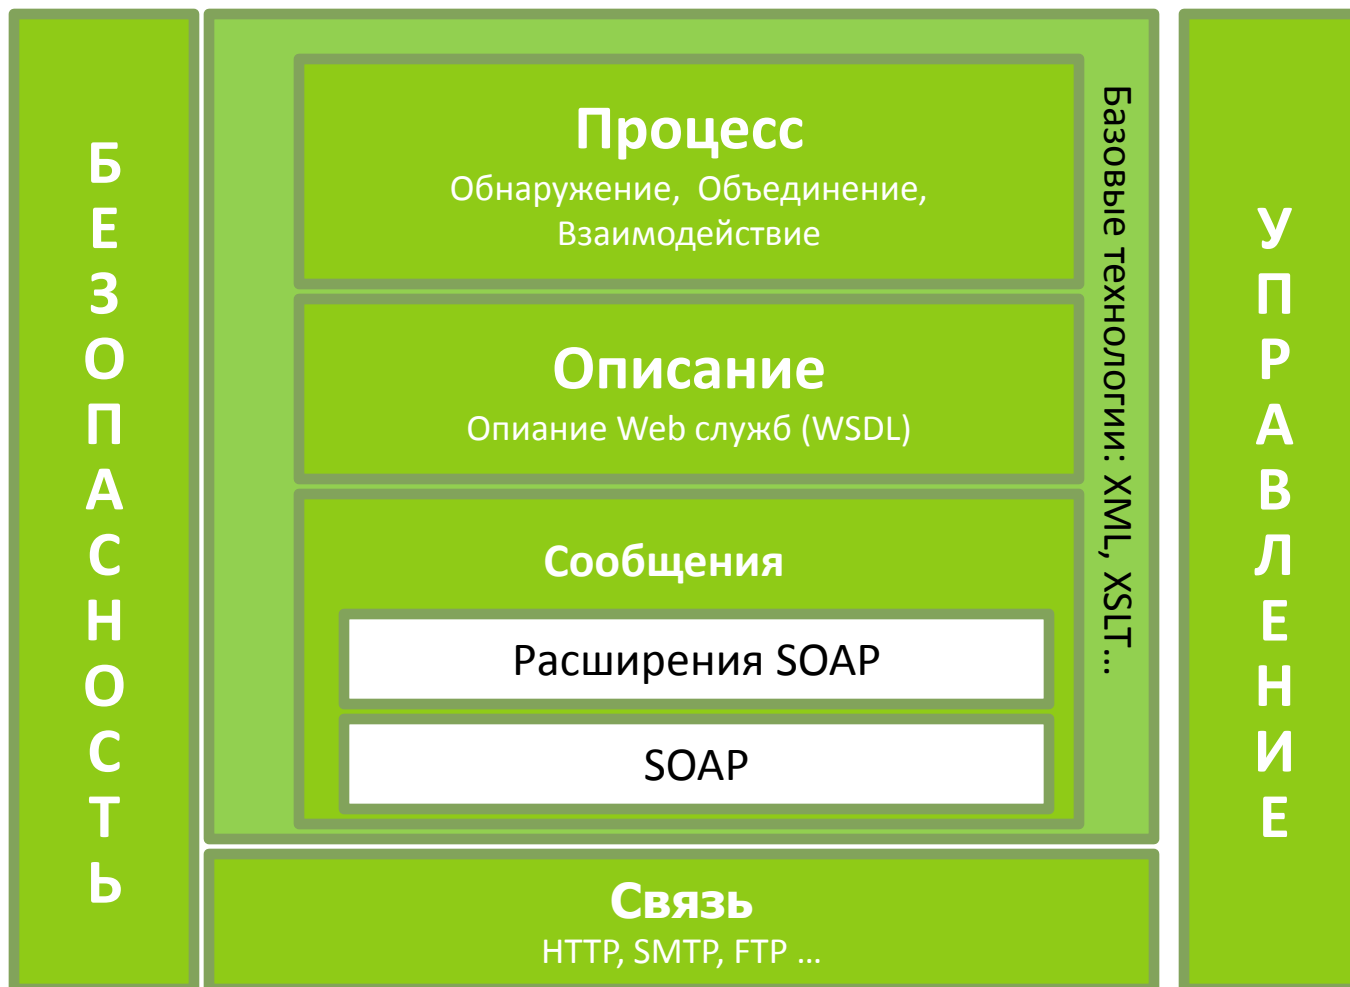 БЕЗОПАСНОСТЬ
Процесс
Обнаружение, Объединение,
Взаимодействие
Описание
Опиание Web служб (WSDL)
Сообщения
Расширения SOAP
SOAP
Базовые технологии: XML, XSLT...
Связь
HTTP, SMTP, FTP ...
УПРАВЛЕНИЕ